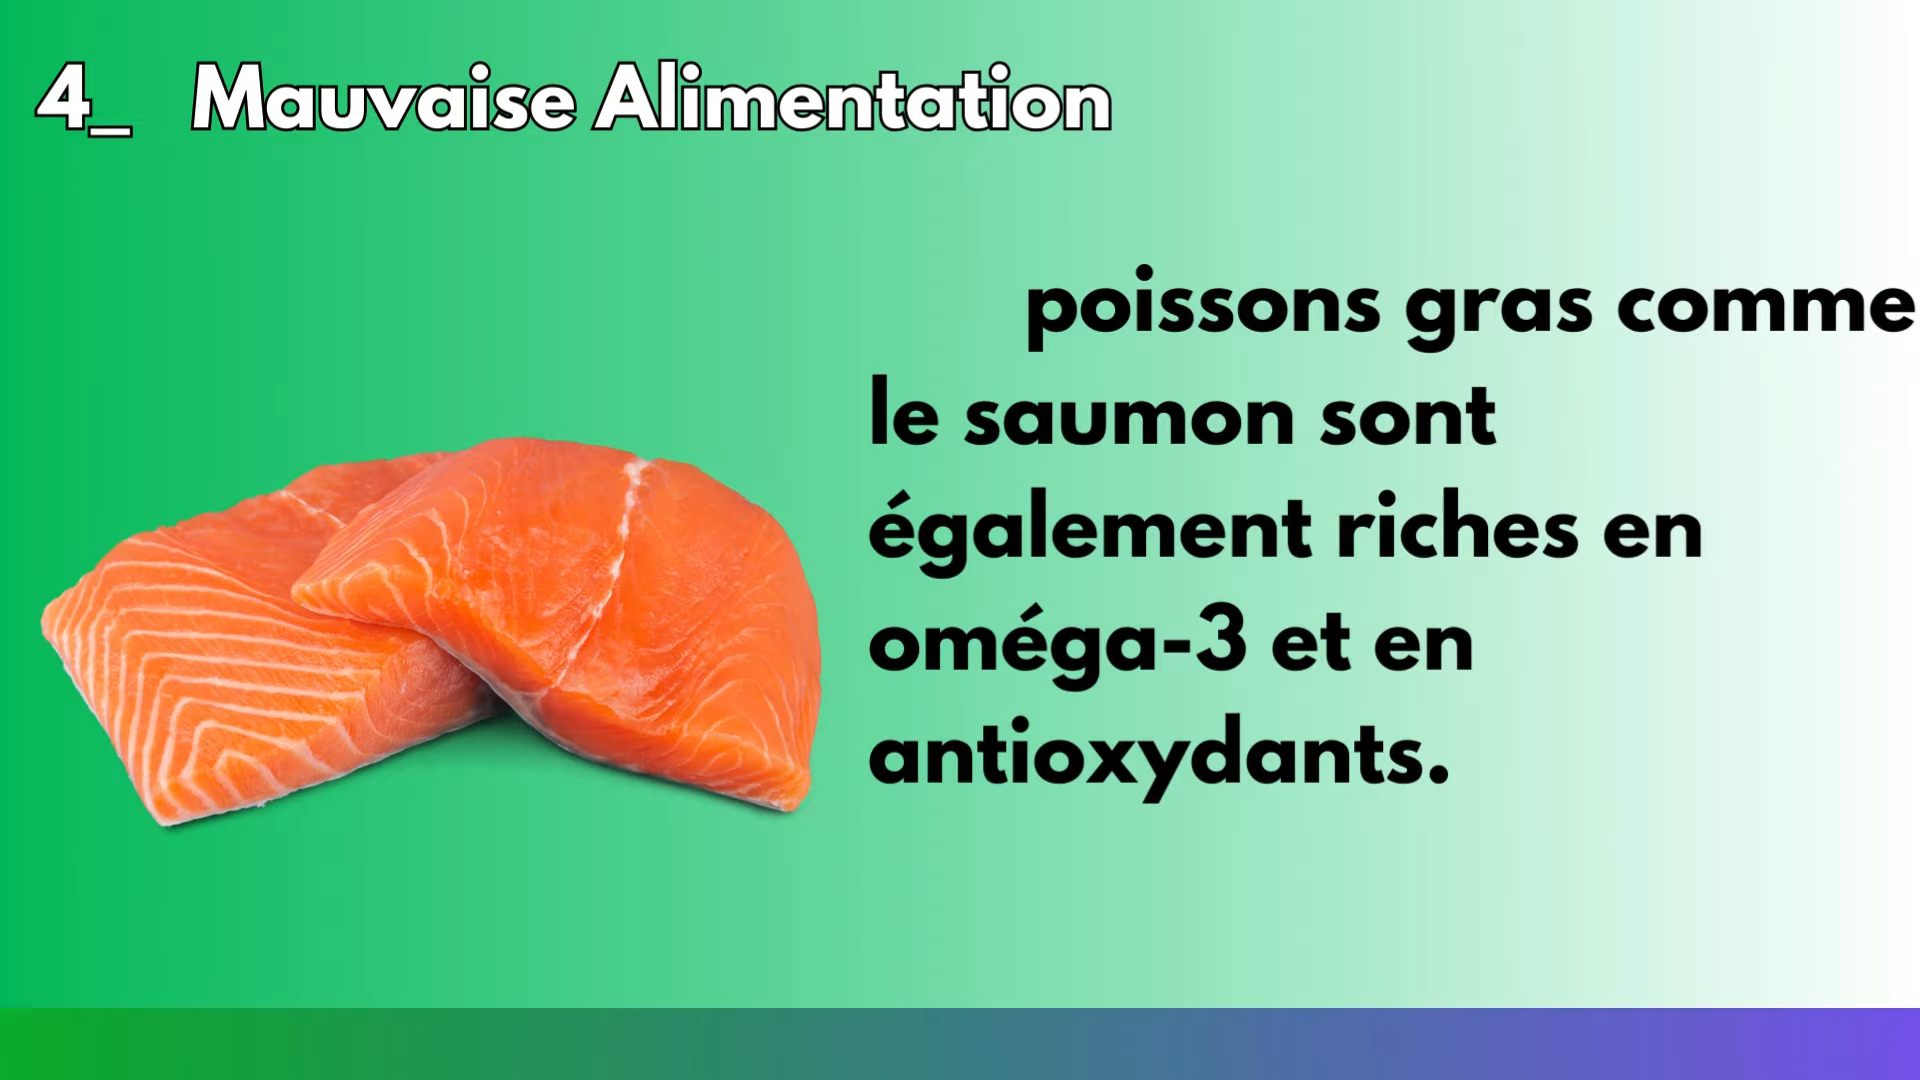 4_ Mauvaise Alimentation
poissons gras comme
le saumon sont
également riches en
oméga-3 et en
antioxydants.